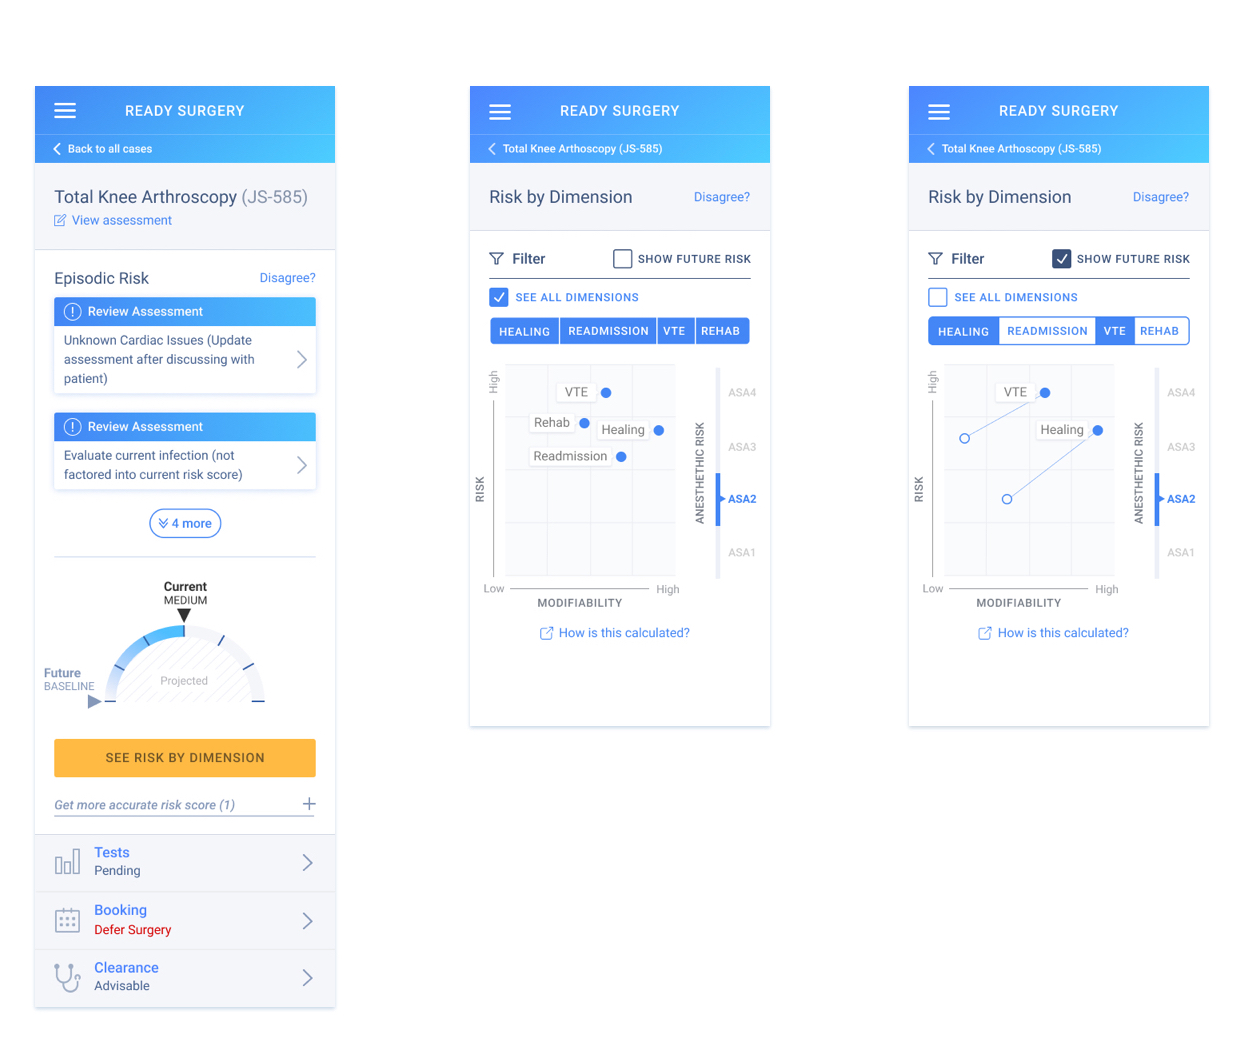 READY SURGERY
Back to all cases
Total Knee Arthroscopy (JS-585)
View assessment
Episodic Risk
Disagree?
Review Assessment
Unknown Cardiac Issues (Update
assessment after discussing with
patient)
Review Assessment
Evaluate current infection (not
factored into current risk score)
4 more
Current
MEDIUM
Future
BASELINE
Projected
SEE RISK BY DIMENSION
Get more accurate risk score (1)
Tests
Pending
Booking
Defer Surgery
Clearance
Advisable
READY SURGERY
Total Knee Arthoscopy (JS-585)
Risk by Dimension
Disagree?
Filter
SHOW FUTURE RISK
SEE ALL DIMENSIONS
HEALING
READMISSION
VTE
REHAB
High
RISK
VTE
Rehab
Healing
Readmission
ANESTHETHIC RISK
ASA4
ASA3
ASA2
ASA1
Low
High
MODIFIABILITY
How is this calculated?
READY SURGERY
Total Knee Arthoscopy (JS-585)
Risk by Dimension
Disagree?
Filter
SHOW FUTURE RISK
SEE ALL DIMENSIONS
HEALING
READMISSION
VTE
REHAB
High
RISK
VTE
Healing
ANESTHETHIC RISK
ASA4
ASA3
ASA2
ASA1
Low
High
MODIFIABILITY
How is this calculated?